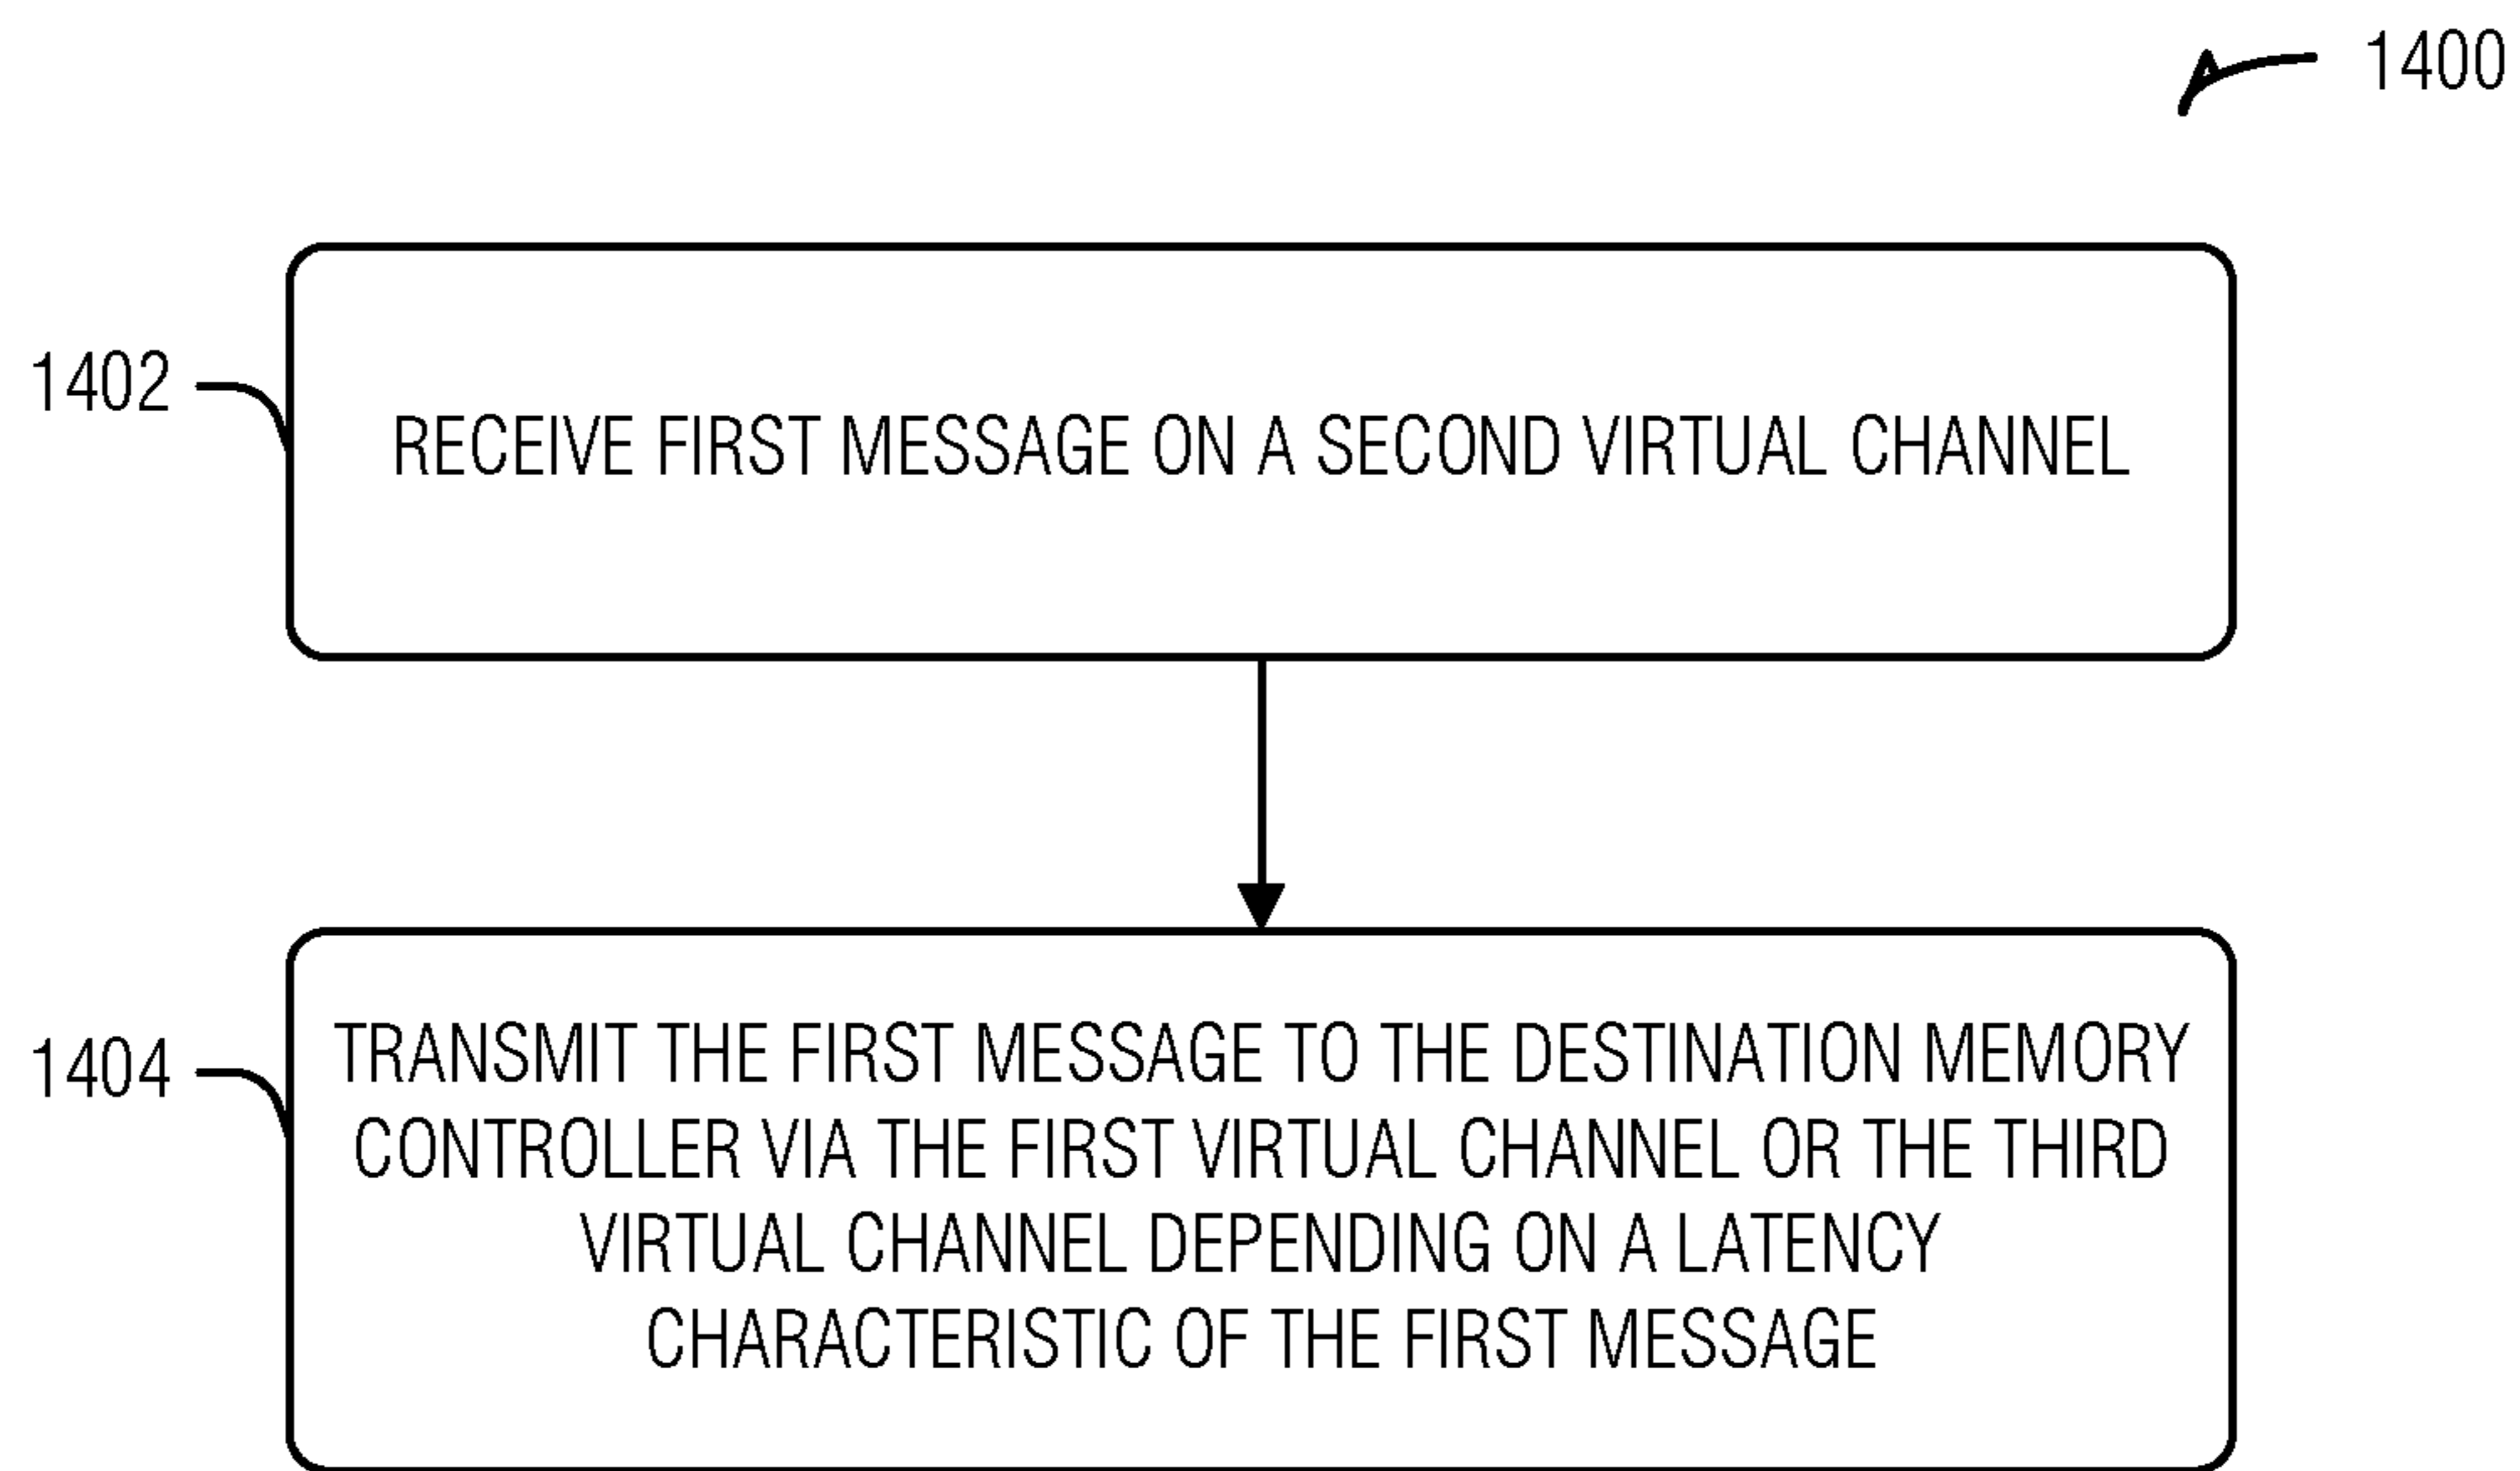 1400
1402
RECEIVE FIRST MESSAGE ON A SECOND VIRTUAL CHANNEL
1404
TRANSMIT THE FIRST MESSAGE TO THE DESTINATION MEMORY
CONTROLLER VIA THE FIRST VIRTUAL CHANNEL OR THE THIRD
VIRTUAL CHANNEL DEPENDING ON A LATENCY
CHARACTERISTIC OF THE FIRST MESSAGE